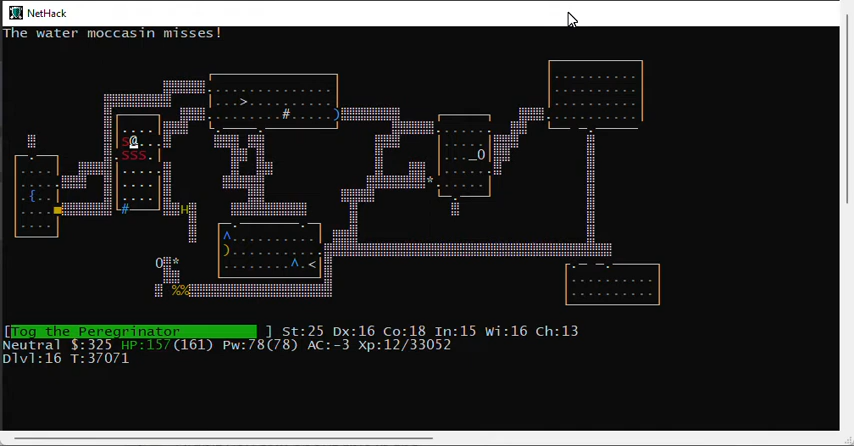 NetHack
The water moccasin misses!
[Tog the Peregrinator ] St:25 Dx:16 Co:18 In:15 Wi:16 Ch:13
Neutral $:325 HP:157(161) Pw:78(78) AC:-3 Xp:12/33052
Dlvl:16 T:37071